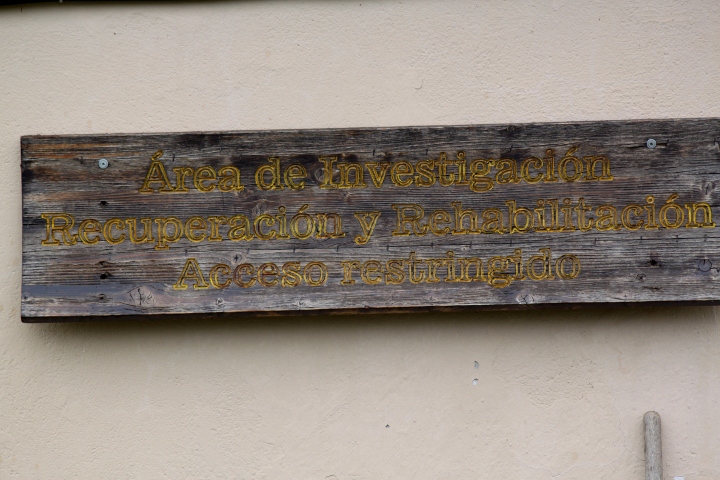 Área de Investigación
Recuperación y Rehabilitación
Acceso restringido